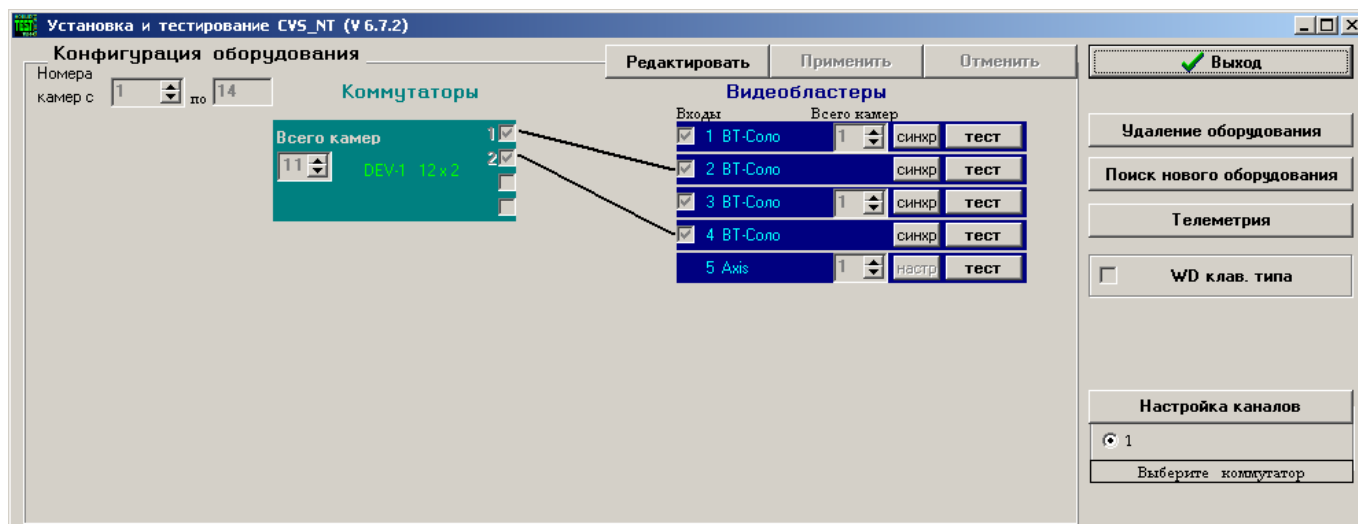 Установка и тестирование CVS_NT (V 6.7.2)
Конфигурация оборудования
Редактировать Применить Отменить
Выход
Номера
камер с 1 по 14
Коммутаторы
Видеобластеры
Входы Всего камер
Всего камер 1
11 DEV-1 12 x 2 2
1 BT-Соло 1 синхр тест
2 BT-Соло синхр тест
3 BT-Соло 1 синхр тест
4 BT-Соло синхр тест
5 Axis 1 настр тест
Удаление оборудования
Поиск нового оборудования
Телеметрия
WD клав. типа
Настройка каналов
1
Выберите коммутатор